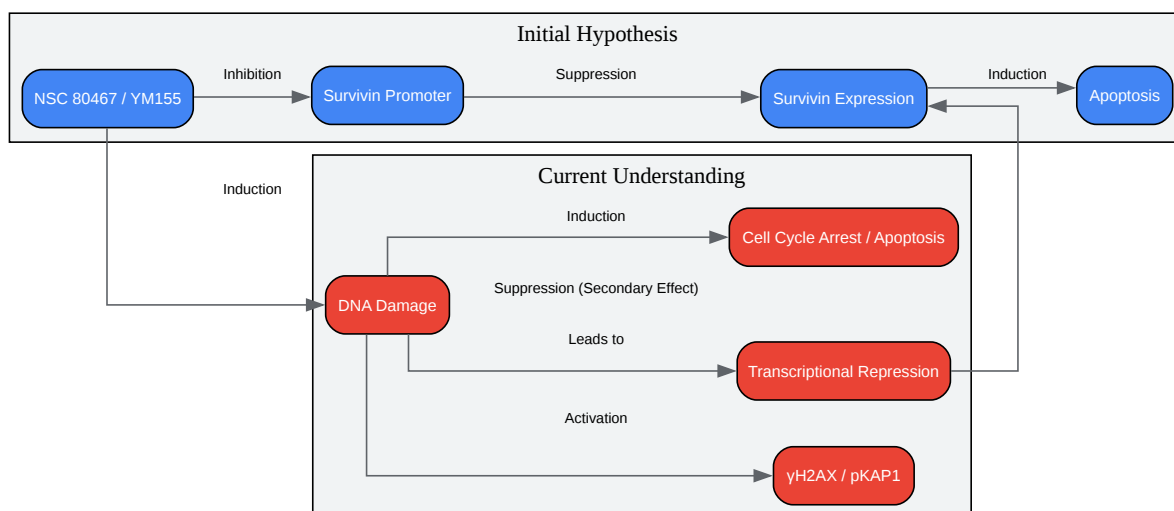 Initial Hypothesis
Inhibition
Suppression
Induction
NSC 80467 / YM155
Survivin Promoter
Survivin Expression
Apoptosis
Current Understanding
Induction
Induction
Cell Cycle Arrest / Apoptosis
Suppression (Secondary Effect)
DNA Damage
Leads to
Transcriptional Repression
Activation
γH2AX / pKAP1